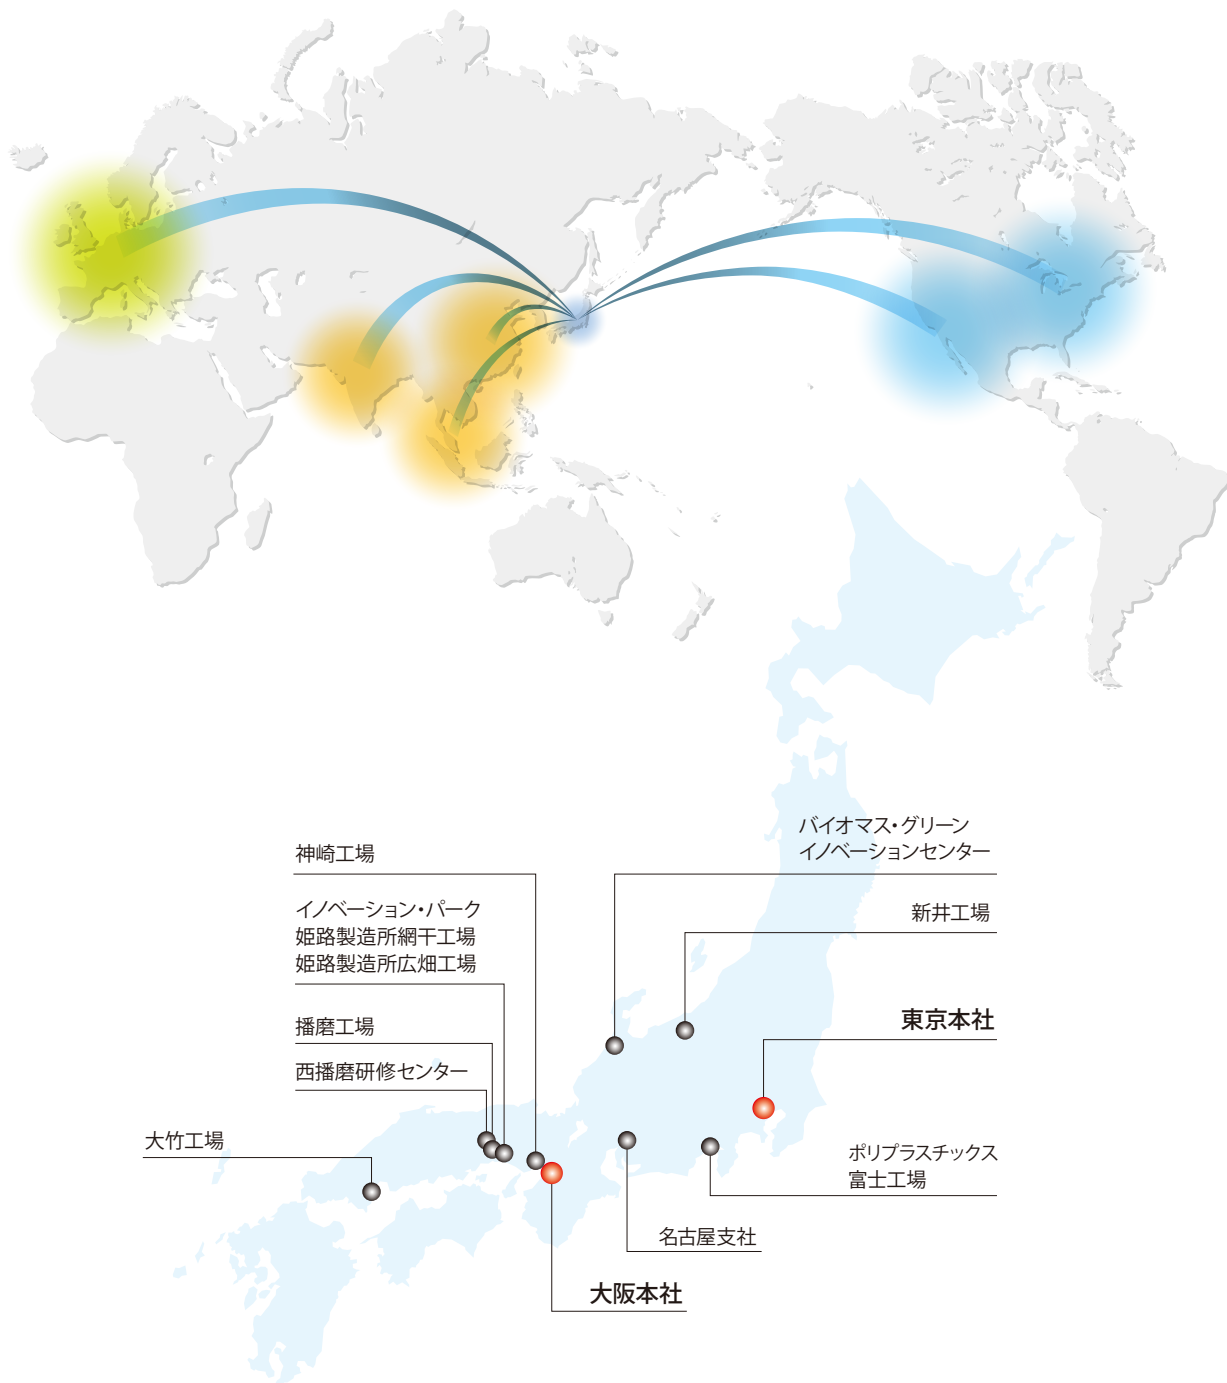 神崎工場
イノベーション・パーク
姫路製造所網干工場
姫路製造所広畑工場
播磨工場
西播磨研修センター
大竹工場
バイオマス・グリーン
イノベーションセンター
新井工場
東京本社
ポリプラスチックス
富士工場
名古屋支社
大阪本社